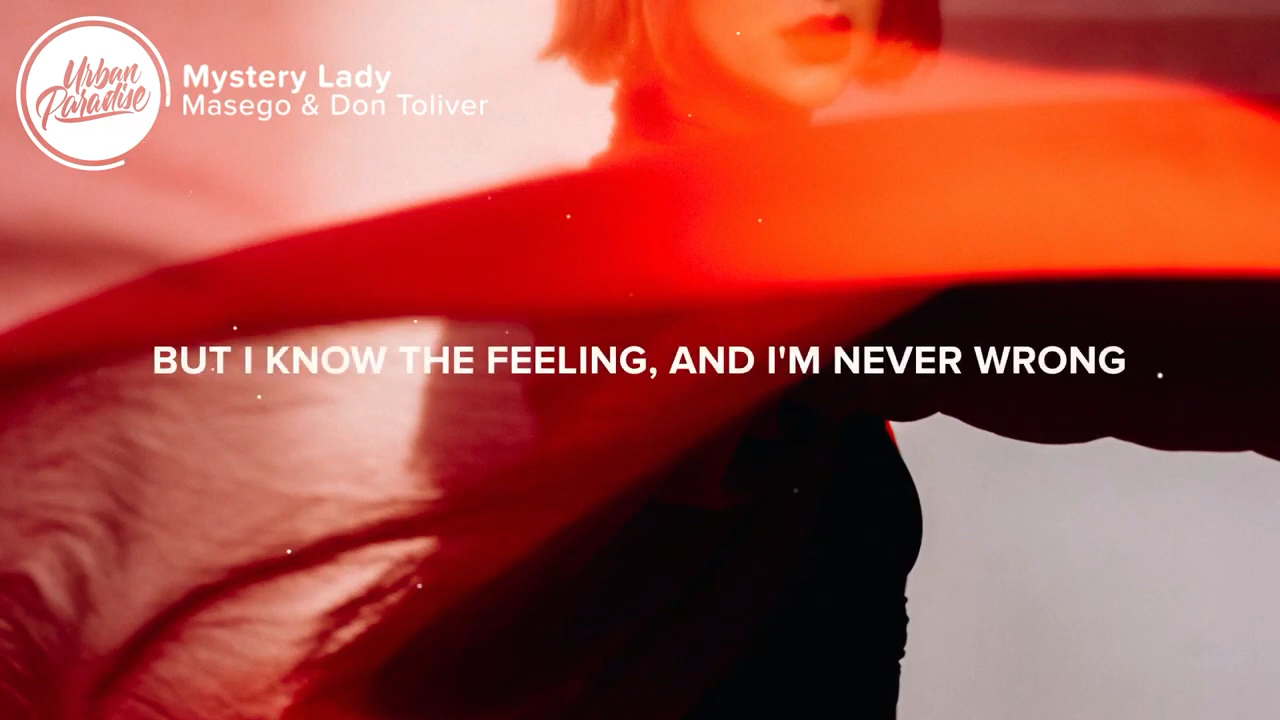 Urban
Paradise
Mystery Lady
Masego & Don Toliver
BUT I KNOW THE FEELING, AND I'M NEVER WRONG